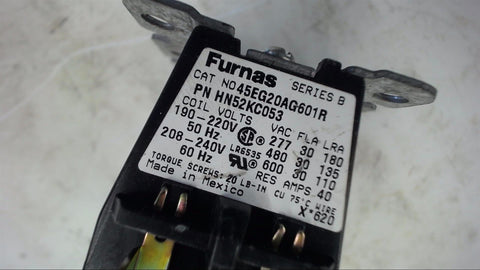 Furnas SERIES B
CAT NO 45EG20AG601R
PN HN52KC053
COIL VOLTS VAC FLA LRA
190-220V 277 30 180
50 Hz LR6535 480 30 135
208-240V 600 30 110
60 Hz RES AMPS 40
TORQUE SCREWS: 20 LB-IN CU 75°C WIRE
Made in Mexico X-620